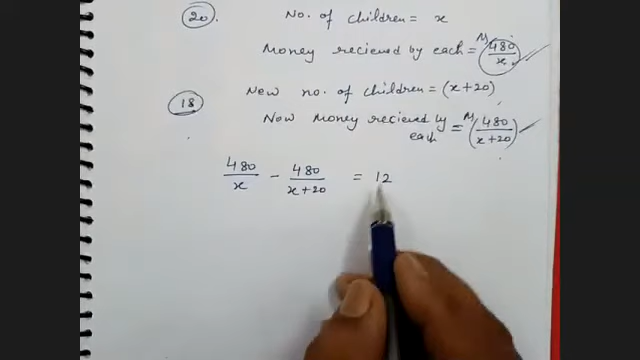 20 No. of children = x
Money recieved by each = 480/x
18 New no. of children = (x+20)
Now Money recieved by each = (480/x+20)
480/x - 480/x+20 = 12